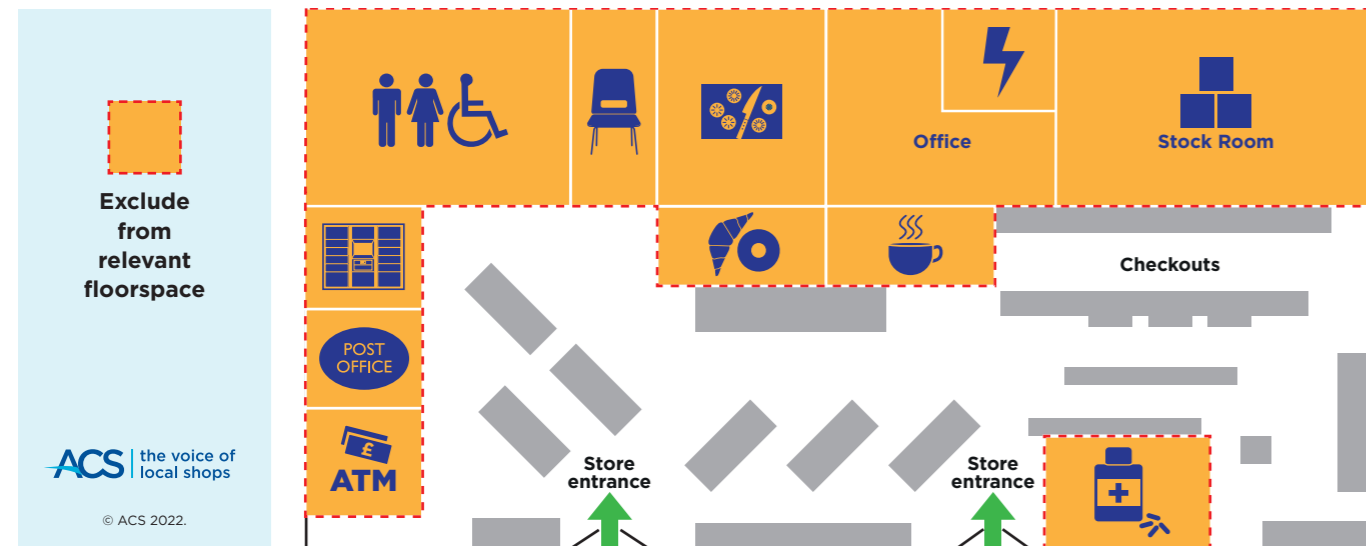 Exclude
from
relevant
floorspace
ACS
the voice of
local shops
© ACS 2022.
Office
Stock Room
Checkouts
POST
OFFICE
£
ATM
Store
entrance
Store
entrance